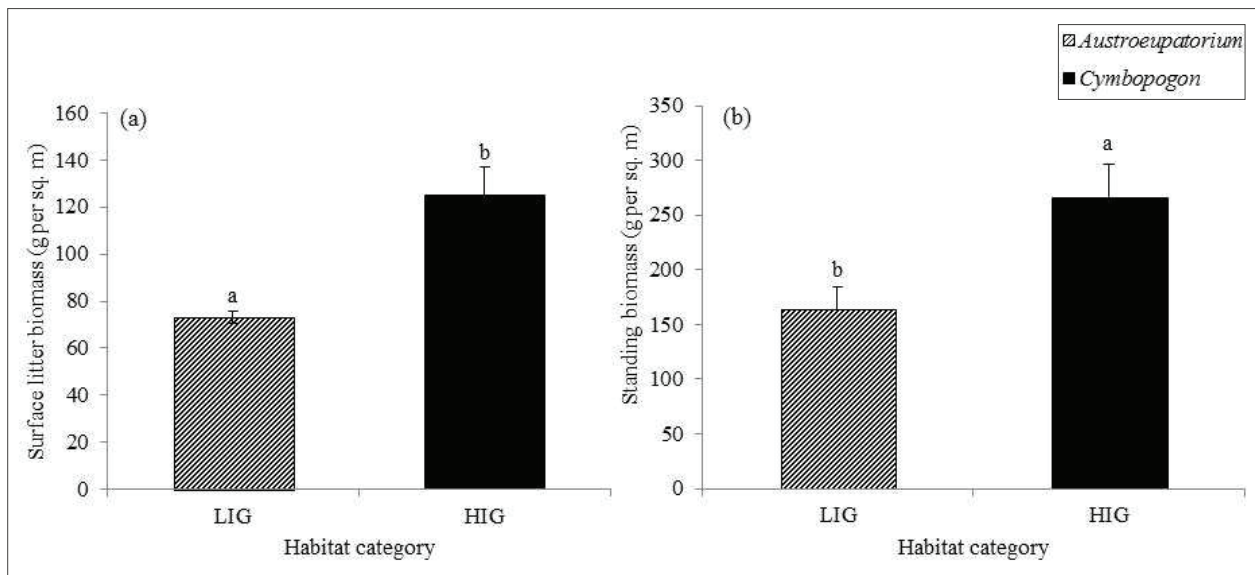 Austroeupatorium
Cymbopogon
(a)
Surface litter biomass (g per sq. m)
160
140
120
100
80
60
40
20
0
a
b
LIG
HIG
Habitat category
(b)
Standing biomass (g per sq. m)
350
300
250
200
150
100
50
0
b
a
LIG
HIG
Habitat category